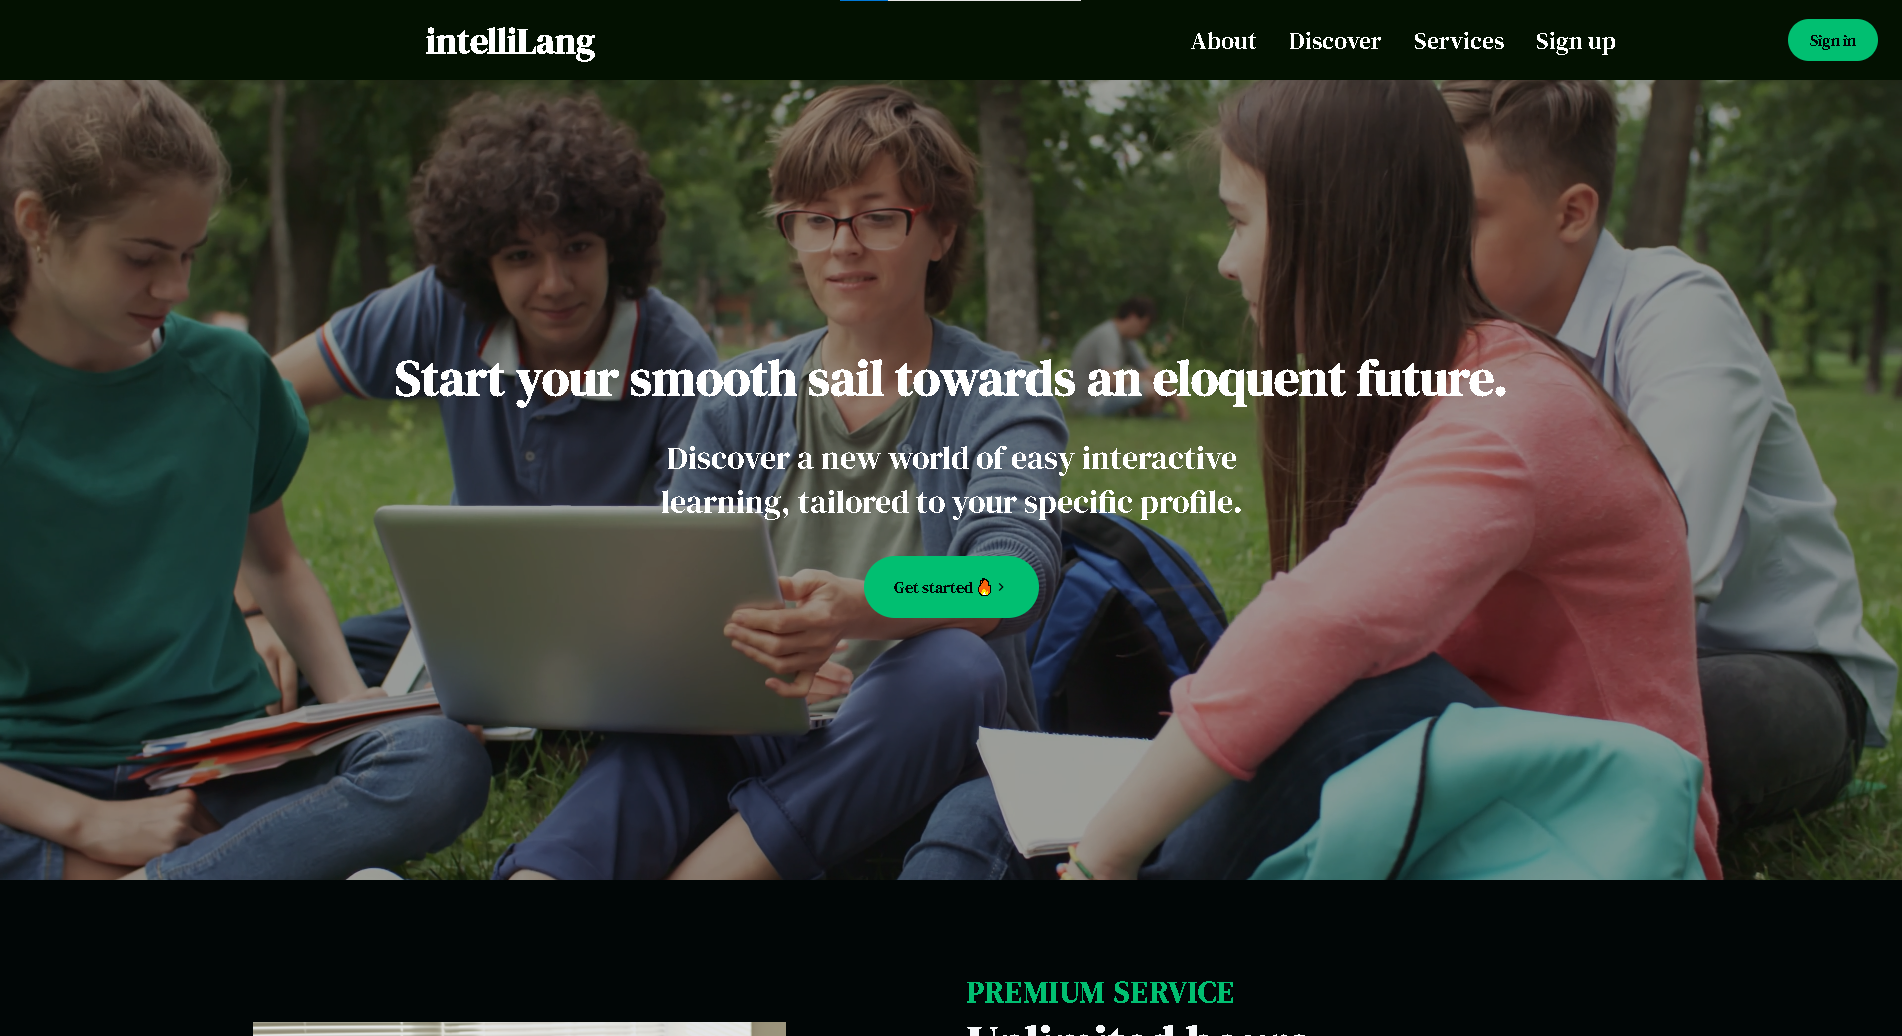 intelliLang
About
Discover
Services
Sign up
Sign in
Start your smooth sail towards an eloquent future.
Discover a new world of easy interactive
learning, tailored to your specific profile.
Get started 🔥 ›
PREMIUM SERVICE